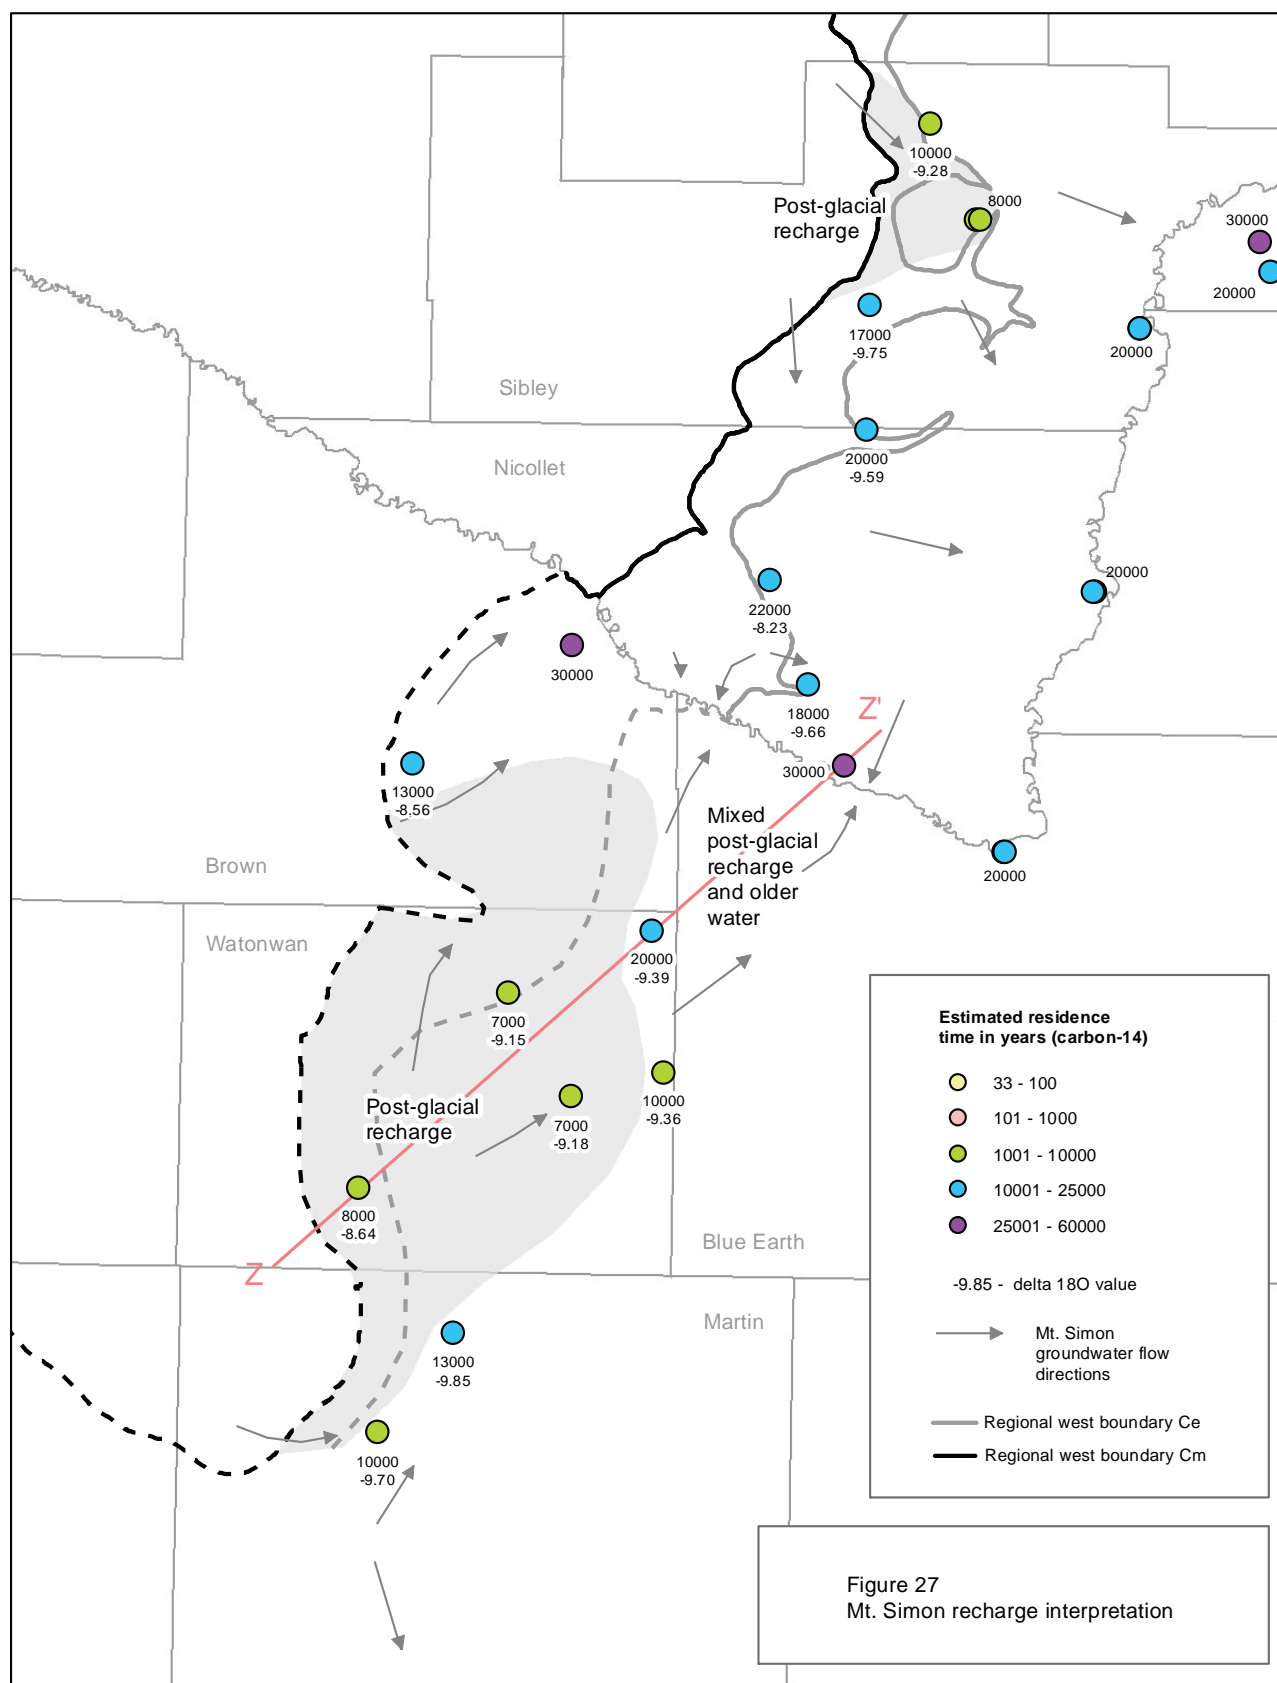 10000
-9.28
8000
Post-glacial
recharge
30000
20000
17000
-9.75
20000
Sibley
20000
-9.59
Nicollet
20000
22000
-8.23
30000
18000
-9.66
Z'
30000
13000
-8.56
Mixed
post-glacial
recharge
and older
water
Brown
20000
Watonwan
20000
-9.39
7000
-9.15
10000
-9.36
Post-glacial
recharge
7000
-9.18
8000
-8.64
Blue Earth
Z
Martin
13000
-9.85
10000
-9.70
Estimated residence
time in years (carbon-14)
33 - 100
101 - 1000
1001 - 10000
10001 - 25000
25001 - 60000
-9.85 - delta 18O value
Mt. Simon
groundwater flow
directions
Regional west boundary Ce
Regional west boundary Cm
Figure 27
Mt. Simon recharge interpretation